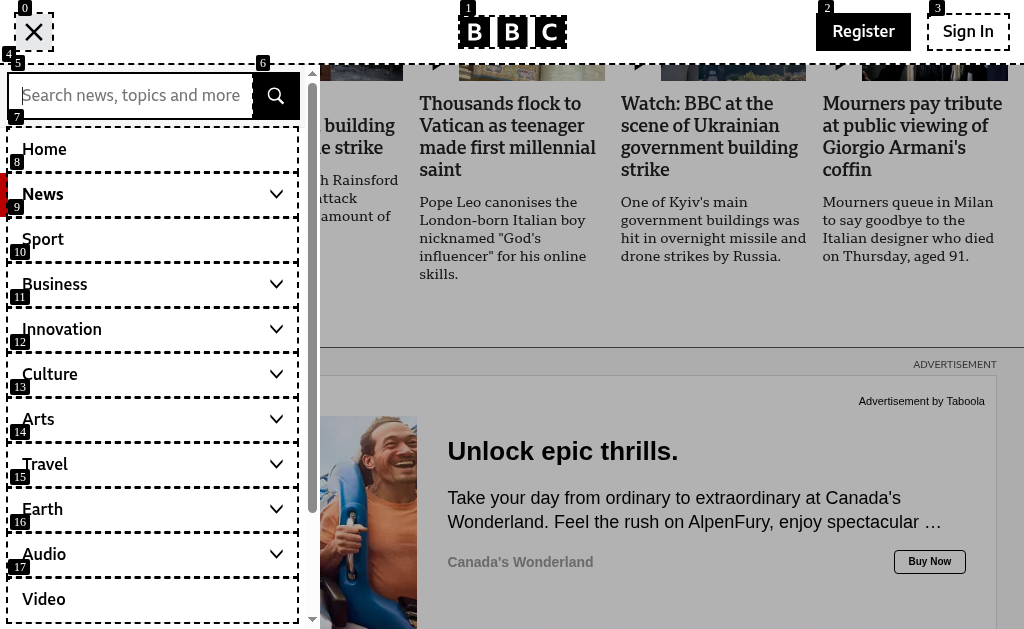 0
1
2
3
BBC
Register
Sign In
4
5
6
Search news, topics and more
7
Home
8
News
9
Sport
10
Business
11
Innovation
12
Culture
13
Arts
14
Travel
15
Earth
16
Audio
17
Video
building
e strike
h Rainsford
ttack
amount of
Thousands flock to
Vatican as teenager
made first millennial
saint
Pope Leo canonises the
London-born Italian boy
nicknamed "God's
influencer" for his online
skills.
Watch: BBC at the
scene of Ukrainian
government building
strike
One of Kyiv's main
government buildings was
hit in overnight missile and
drone strikes by Russia.
Mourners pay tribute
at public viewing of
Giorgio Armani's
coffin
Mourners queue in Milan
to say goodbye to the
Italian designer who died
on Thursday, aged 91.
ADVERTISEMENT
Advertisement by Taboola
Unlock epic thrills.
Take your day from ordinary to extraordinary at Canada's
Wonderland. Feel the rush on AlpenFury, enjoy spectacular …
Canada's Wonderland
Buy Now